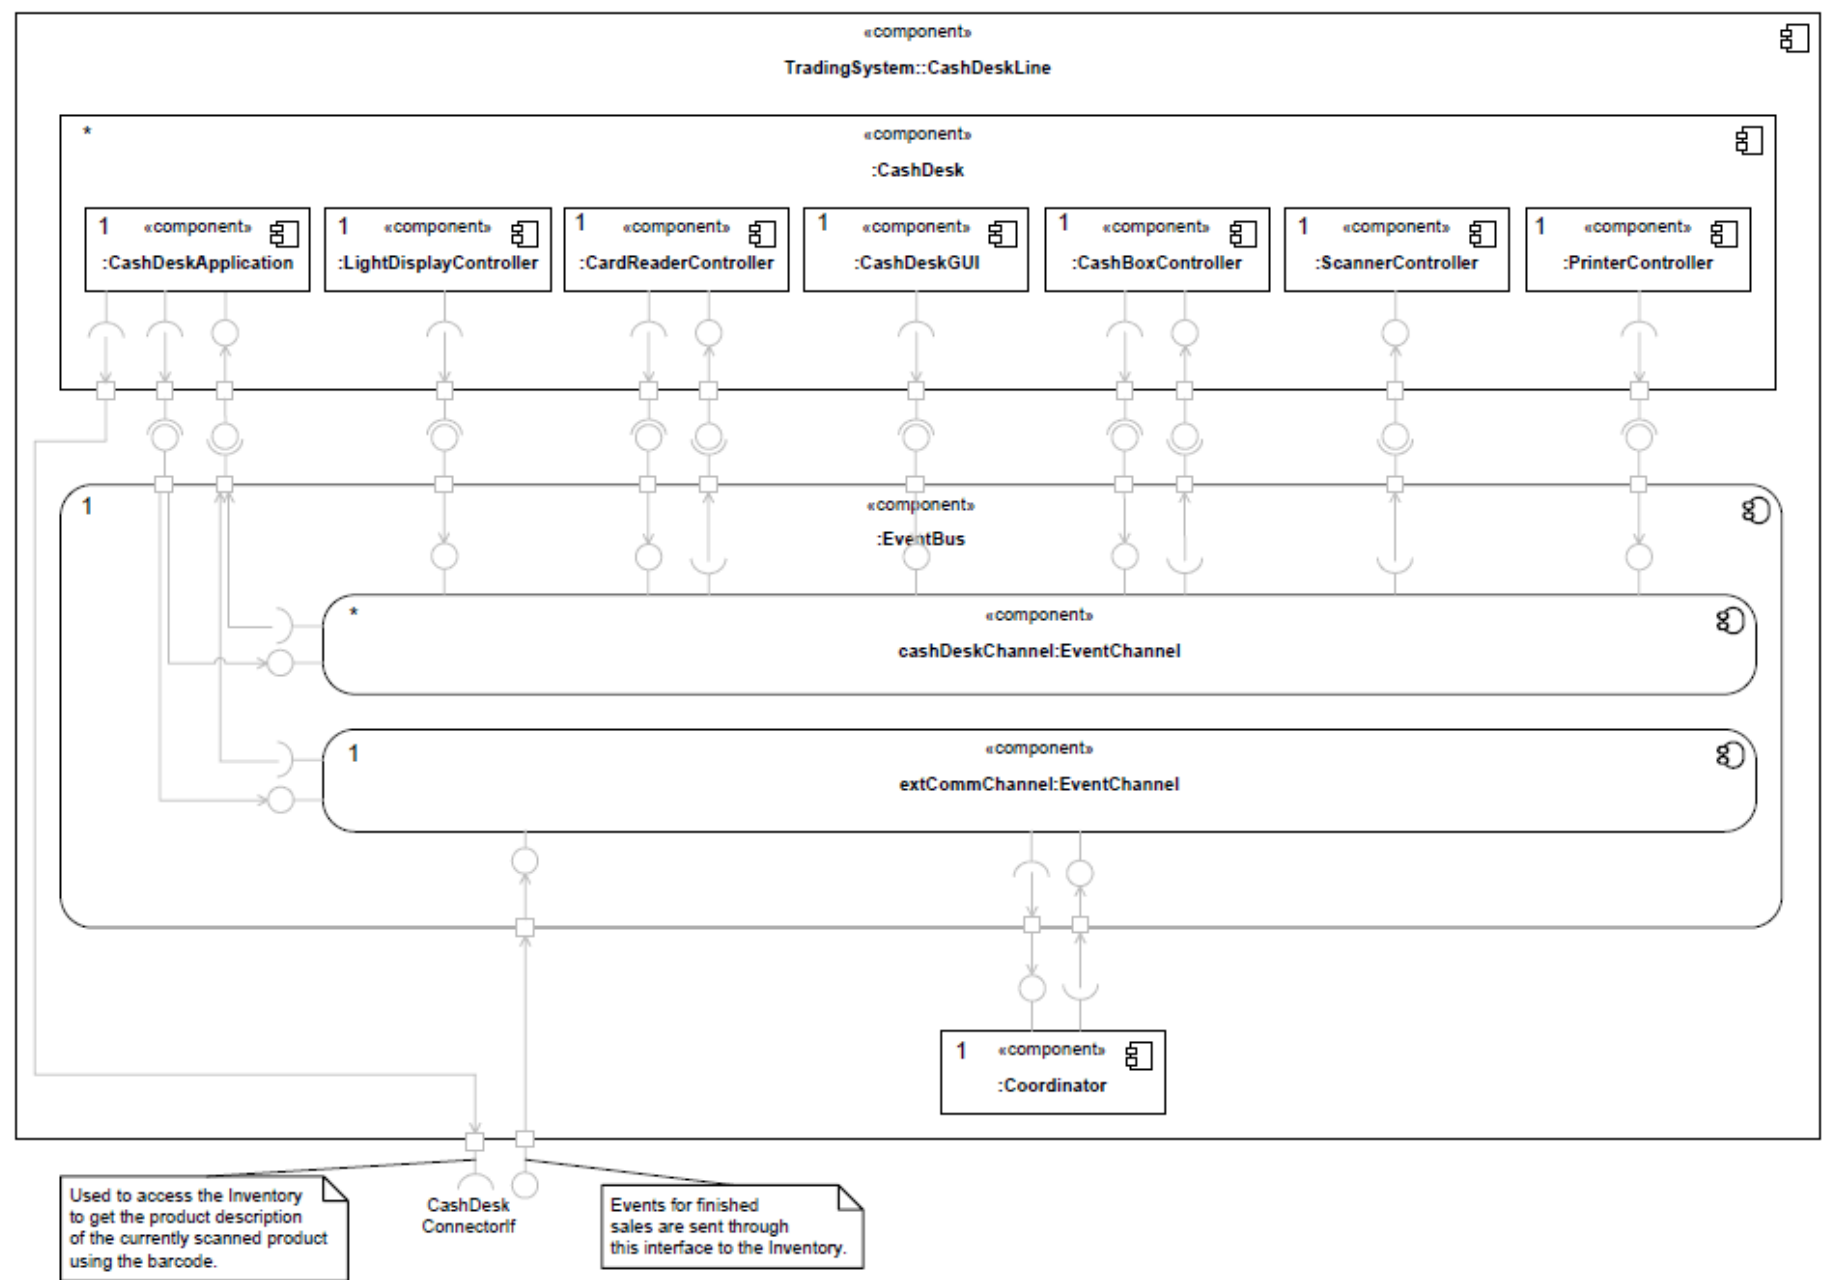 «component»
TradingSystem::CashDeskLine
*
«component»
:CashDesk
1 «component»
:CashDeskApplication
1 «component»
:LightDisplayController
1 «component»
:CardReaderController
1 «component»
:CashDeskGUI
1 «component»
:CashBoxController
1 «component»
:ScannerController
1 «component»
:PrinterController
1
«component»
:EventBus
*
«component»
cashDeskChannel:EventChannel
1
«component»
extCommChannel:EventChannel
1 «component»
:Coordinator
Used to access the Inventory
to get the product description
of the currently scanned product
using the barcode.
CashDesk
ConnectorIf
Events for finished
sales are sent through
this interface to the Inventory.